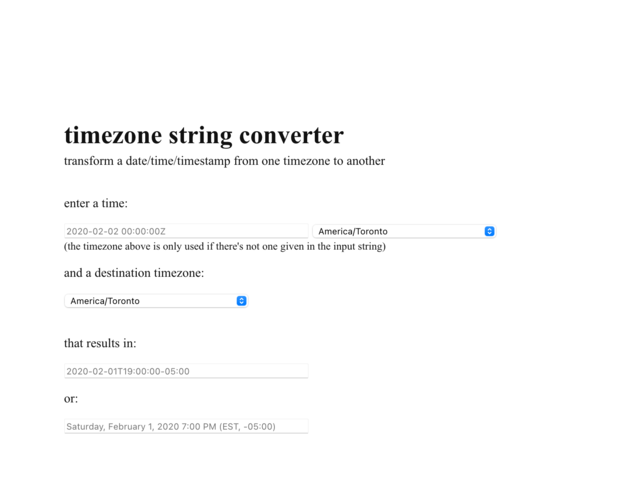 timezone string converter
transform a date/time/timestamp from one timezone to another
enter a time:
2020-02-02 00:00:00Z America/Toronto
(the timezone above is only used if there's not one given in the input string)
and a destination timezone:
America/Toronto
that results in:
2020-02-01T19:00:00-05:00
or:
Saturday, February 1, 2020 7:00 PM (EST, -05:00)